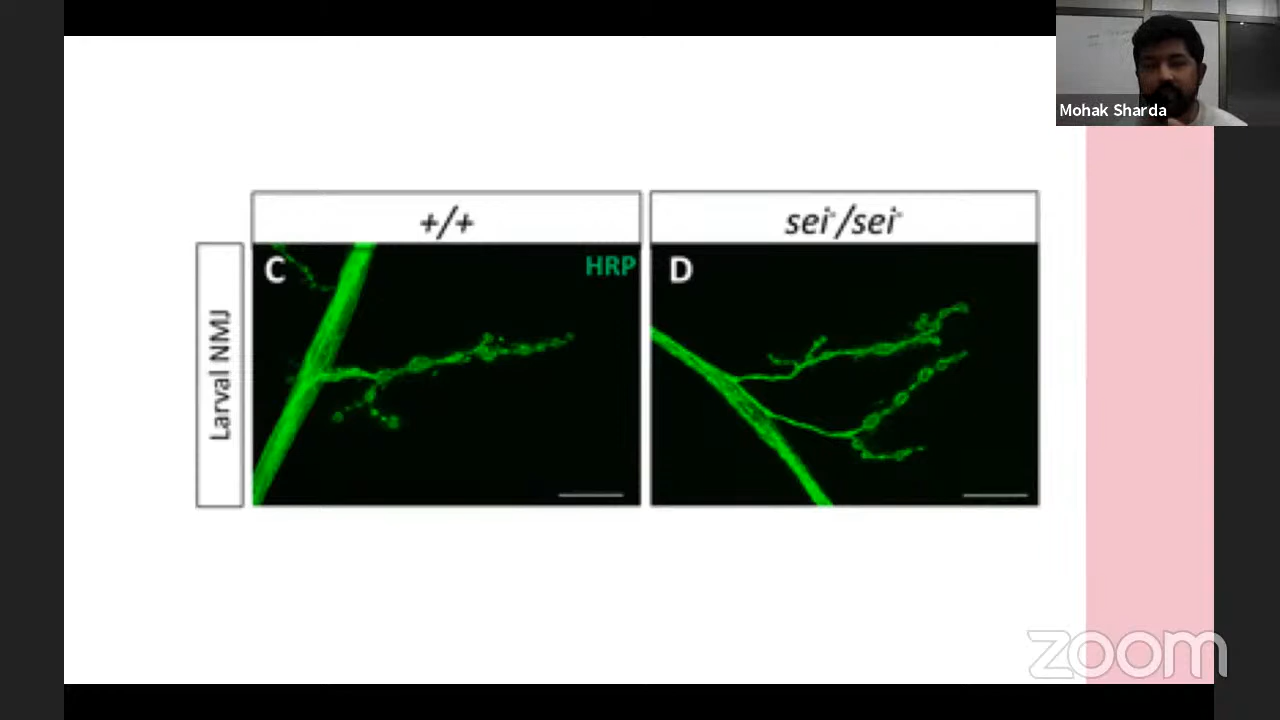 Mohak Sharda
+/+
sei⁻/sei⁻
C
HRP
D
Larval NMJ
zoom